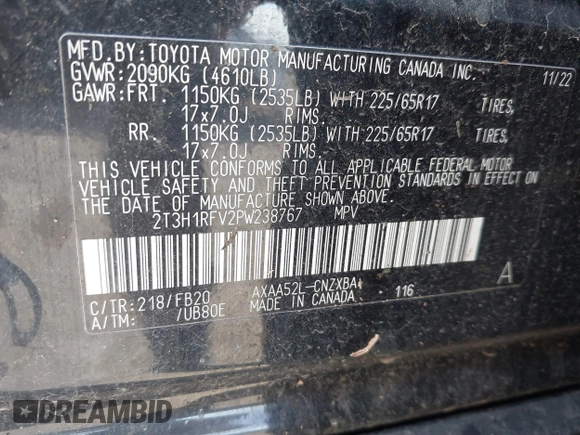 MFD. BY: TOYOTA MOTOR MANUFACTURING CANADA INC. 11/22
GVWR: 2090KG (4610LB)
GAWR: FRT. 1150KG (2535LB) WITH 225/65R17 TIRES,
17x7.0J RIMS.
RR. 1150KG (2535LB) WITH 225/65R17 TIRES,
17x7.0J RIMS.
THIS VEHICLE CONFORMS TO ALL APPLICABLE FEDERAL MOTOR
VEHICLE SAFETY AND THEFT PREVENTION STANDARDS IN EFFECT ON
THE DATE OF MANUFACTURE SHOWN ABOVE.
2T3H1RFV2PW238767 MPV
C/TR: 218/FB20 AXAA52L-CNZXBA A
A/TM: /UB80E MADE IN CANADA 116
DREAMBID